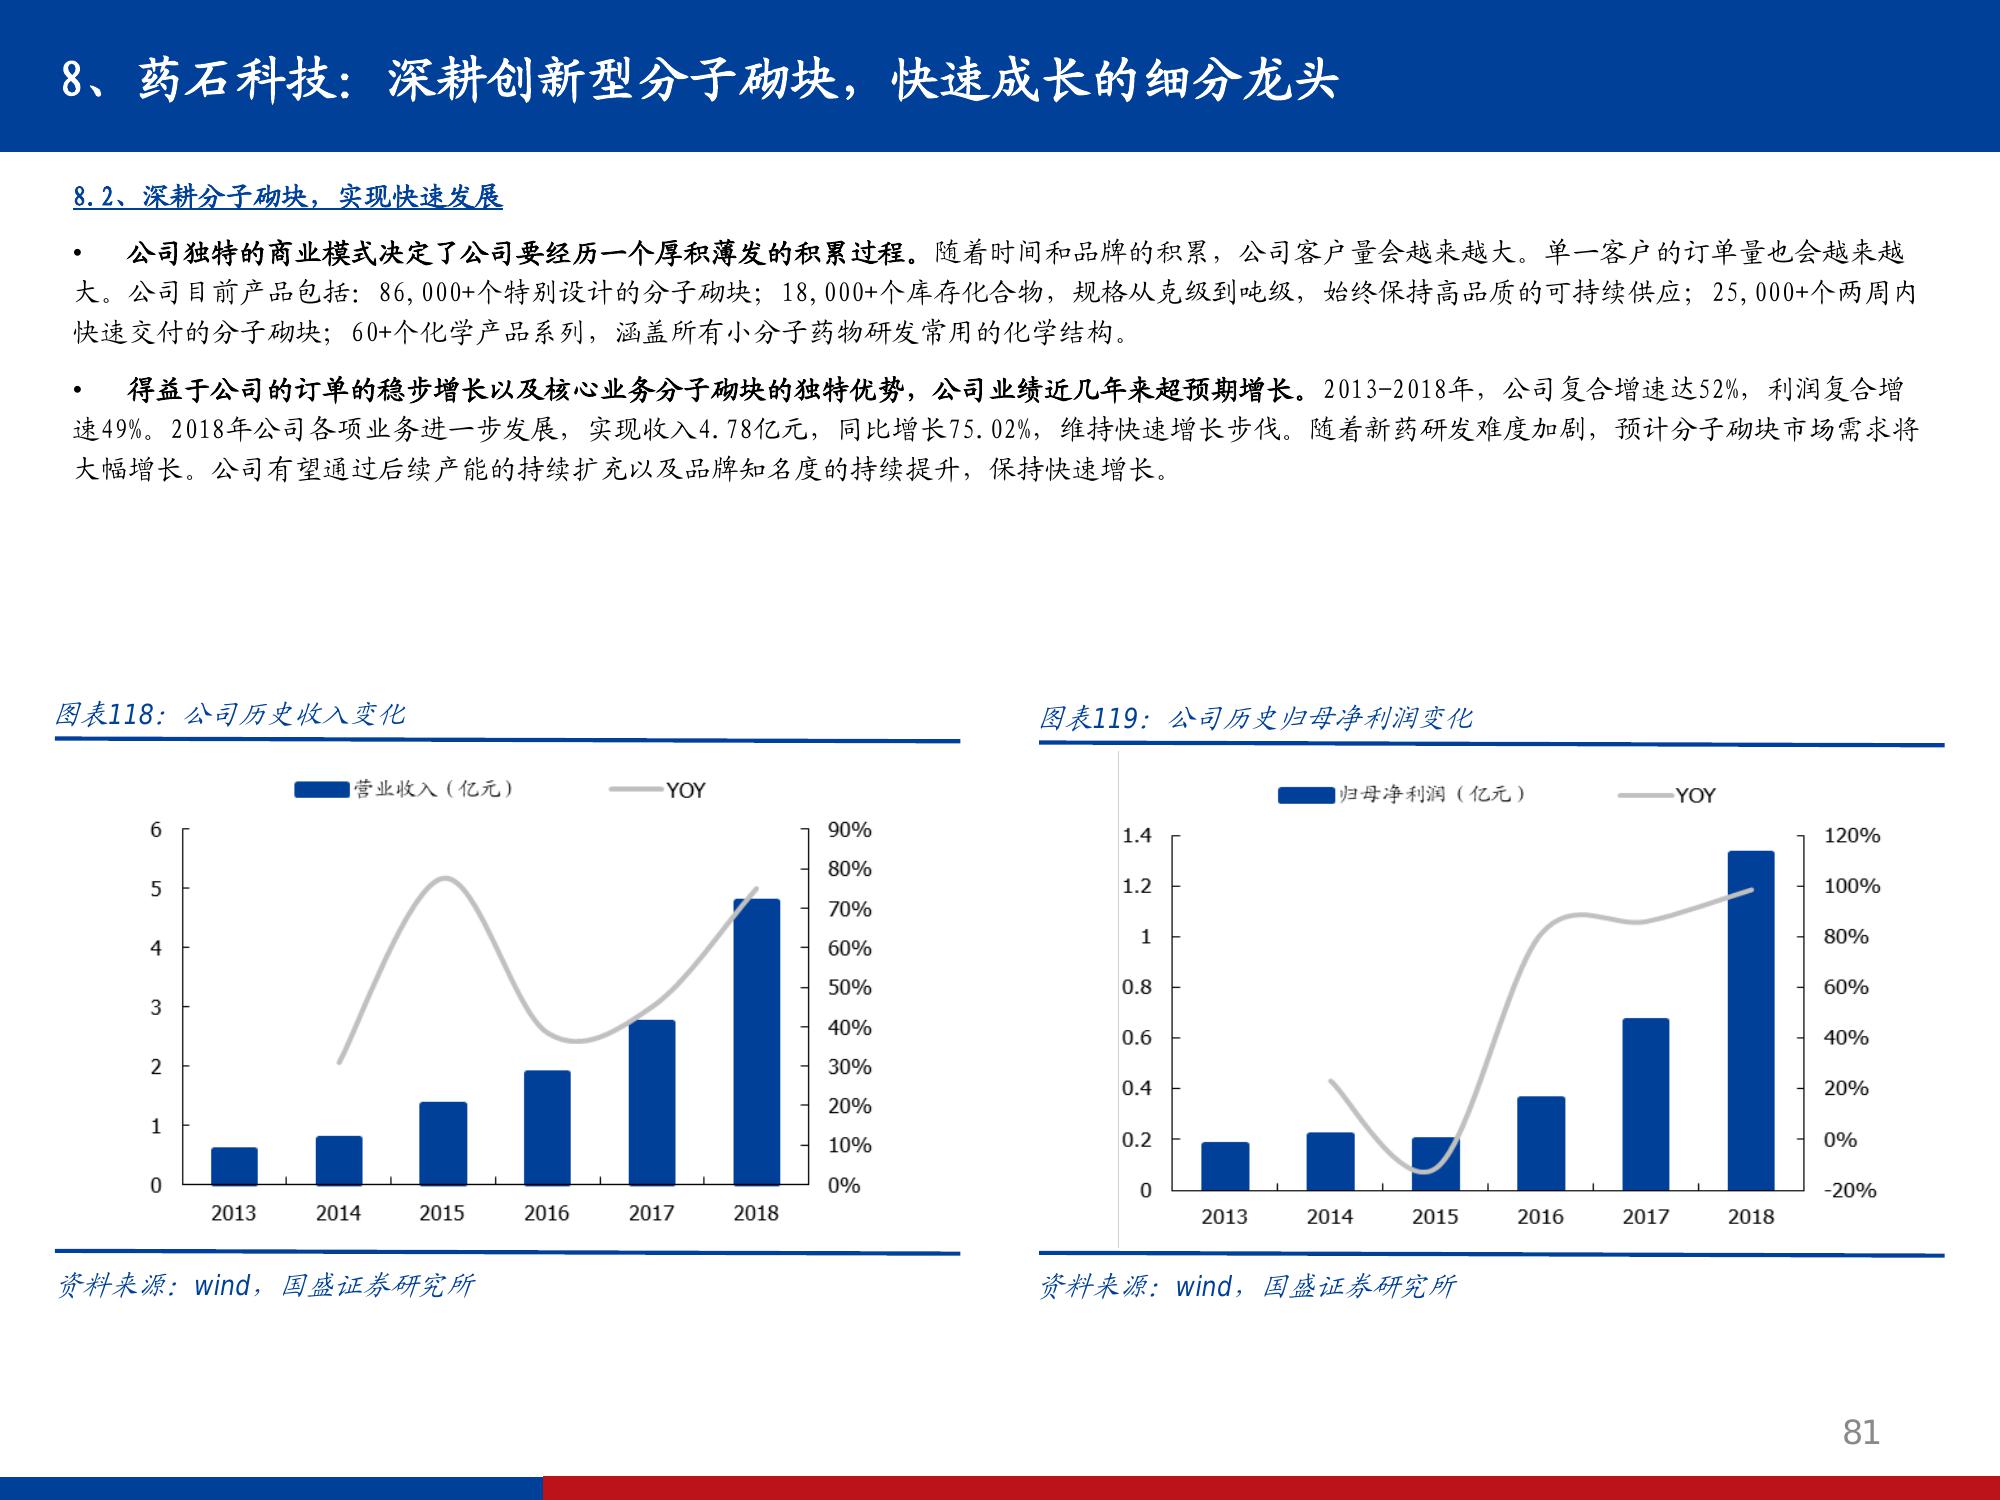 8、药石科技：深耕创新型分子砌块，快速成长的细分龙头
8.2、深耕分子砌块，实现快速发展
• 公司独特的商业模式决定了公司要经历一个厚积薄发的积累过程。随着时间和品牌的积累，公司客户量会越来越大。单一客户的订单量也会越来越
大。公司目前产品包括：86,000+个特别设计的分子砌块；18,000+个库存化合物，规格从克级到吨级，始终保持高品质的可持续供应；25,000+个两周内
快速交付的分子砌块；60+个化学产品系列，涵盖所有小分子药物研发常用的化学结构。
• 得益于公司的订单的稳步增长以及核心业务分子砌块的独特优势，公司业绩近几年来超预期增长。2013-2018年，公司复合增速达52%，利润复合增
速49%。2018年公司各项业务进一步发展，实现收入4.78亿元，同比增长75.02%，维持快速增长步伐。随着新药研发难度加剧，预计分子砌块市场需求将
大幅增长。公司有望通过后续产能的持续扩充以及品牌知名度的持续提升，保持快速增长。
图表118：公司历史收入变化
营业收入（亿元） YOY
6 90%
80%
5
70%
4 60%
50%
3
40%
2 30%
20%
1
10%
0 0%
2013 2014 2015 2016 2017 2018
资料来源：wind，国盛证券研究所
图表119：公司历史归母净利润变化
归母净利润（亿元） YOY
1.4 120%
1.2 100%
1 80%
0.8 60%
0.6 40%
0.4 20%
0.2 0%
0 -20%
2013 2014 2015 2016 2017 2018
资料来源：wind，国盛证券研究所
81